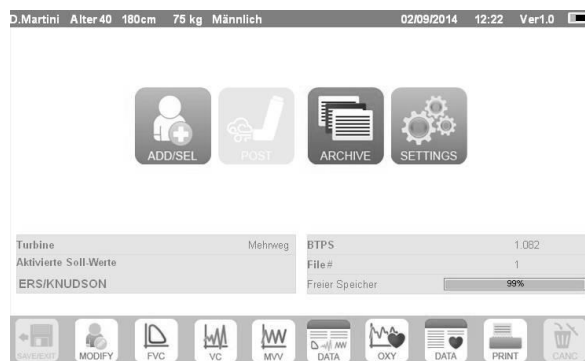 D.Martini Alter 40 180cm 75 kg Männlich 02/09/2014 12:22 Ver1.0
ADD/SEL POST ARCHIVE SETTINGS
Turbine Mehrweg
Aktivierte Soll-Werte
ERS/KNUDSON
BTPS 1.082
File# 1
Freier Speicher 99%
SAVE/EXIT MODIFY FVC VC MVV DATA OXY DATA PRINT CANC